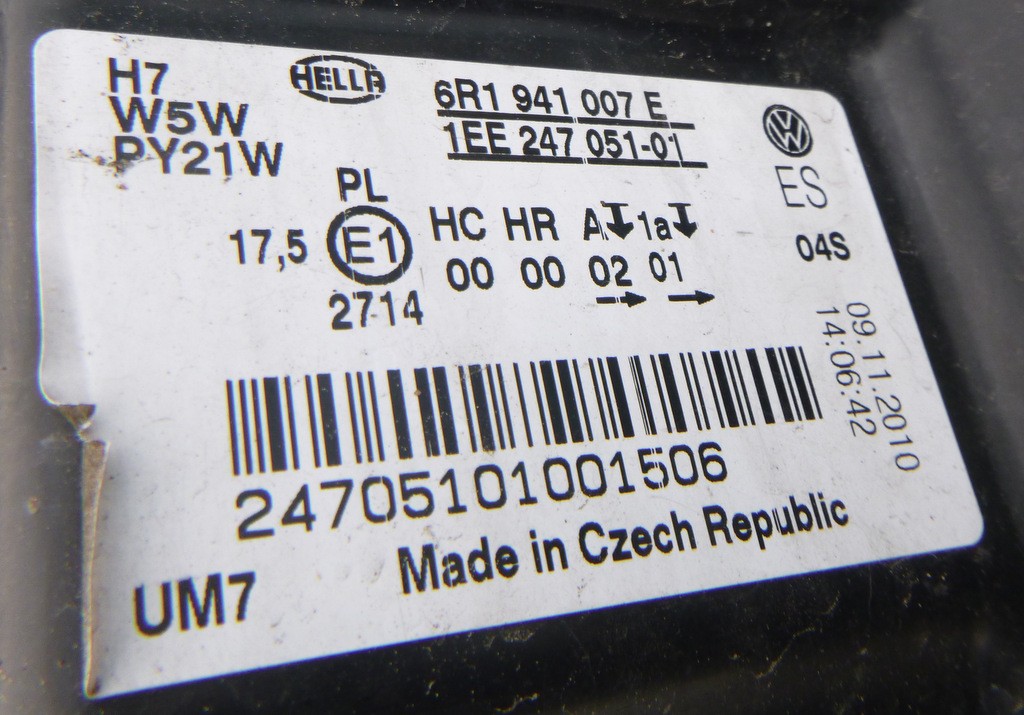 H7
W5W
PY21W
HELLA
6R1 941 007 E
1EE 247 051-01
ES
04S
PL
17,5 E1
2714
HC HR A 1a
00 00 02 01
09.11.2010
14:06:42
24705101001506
Made in Czech Republic
UM7